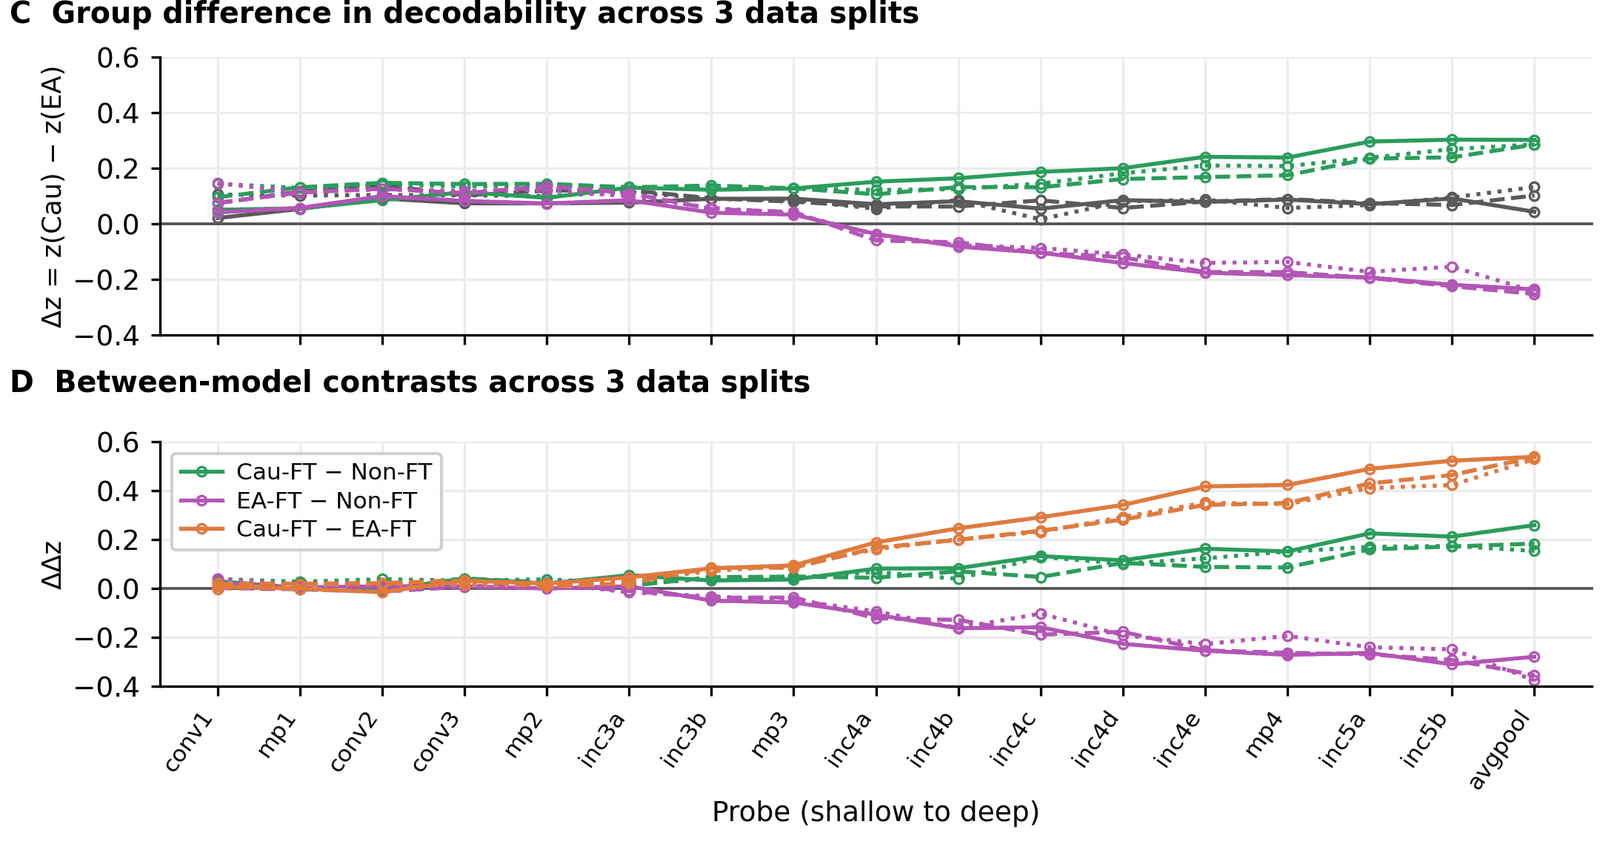 C Group difference in decodability across 3 data splits
Δz = z(Cau) − z(EA)
0.6
0.4
0.2
0.0
−0.2
−0.4
D Between-model contrasts across 3 data splits
ΔΔz
0.6
0.4
0.2
0.0
−0.2
−0.4
Cau-FT − Non-FT
EA-FT − Non-FT
Cau-FT − EA-FT
conv1
mp1
conv2
conv3
mp2
inc3a
inc3b
mp3
inc4a
inc4b
inc4c
inc4d
inc4e
mp4
inc5a
inc5b
avgpool
Probe (shallow to deep)